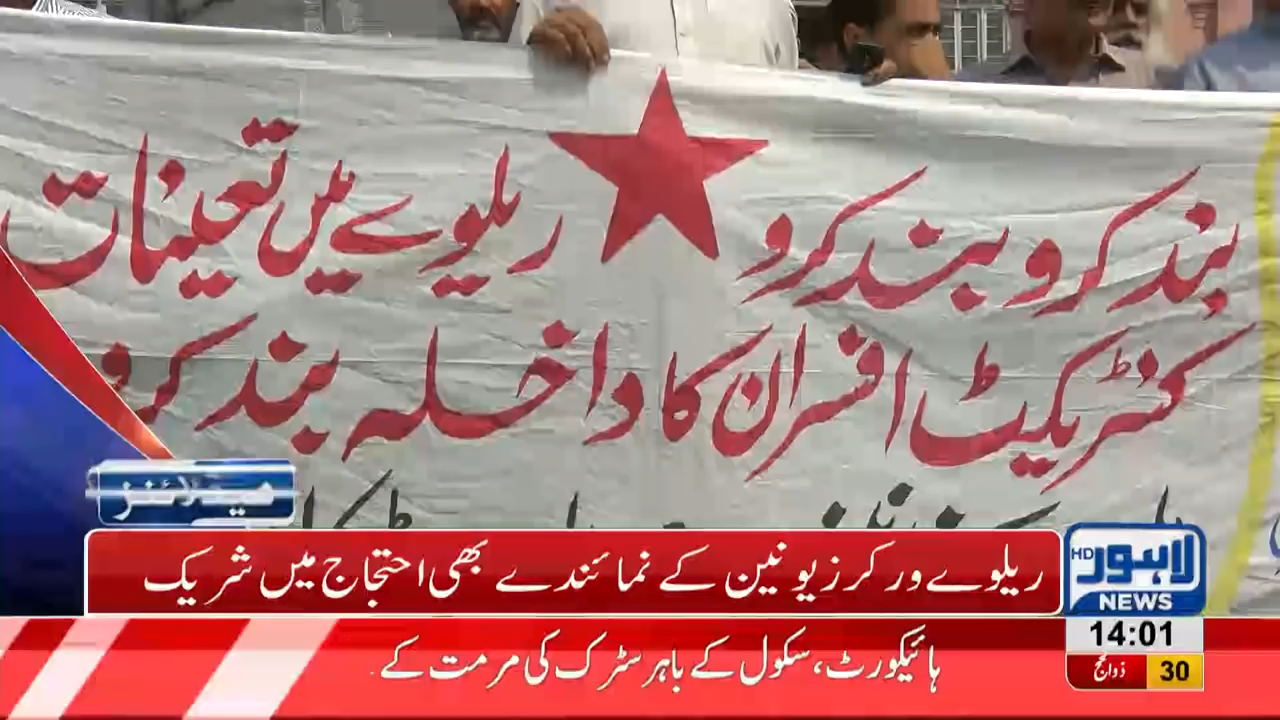 بند کرو بند کرو ریلوے میں تعینات
کنٹریکٹ افسران کا داخلہ بند کرو
ہیڈلائنز
ریلوے ورکرز یونین کے نمائندے بھی احتجاج میں شریک
لاہور HD
NEWS
14:01
ہائیکورٹ، سکول کے باہر سٹرک کی مرمت کے
30 ذوالحج